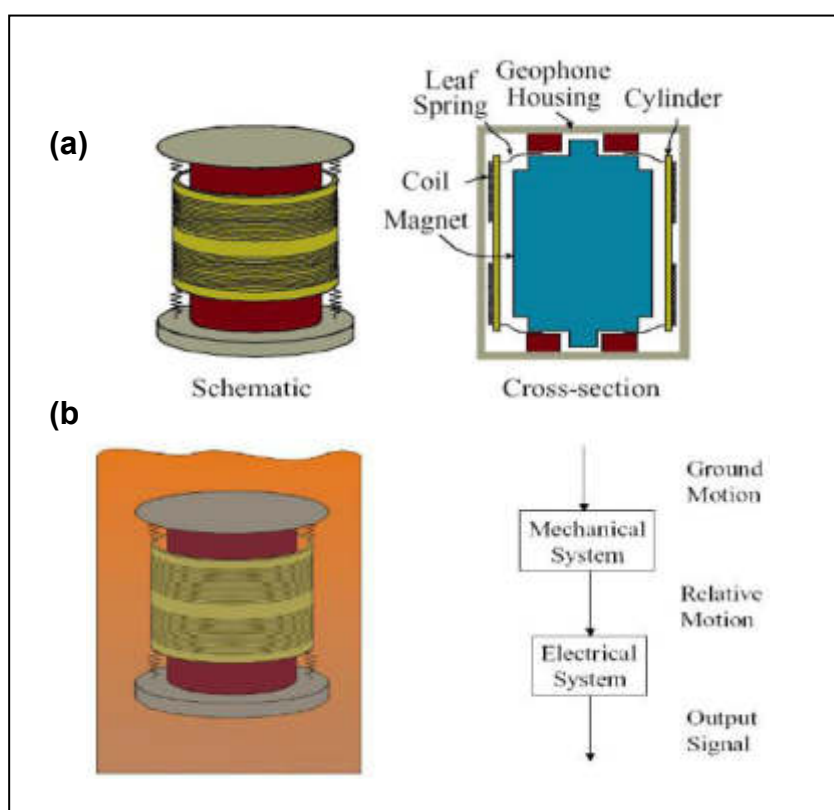 (a)
Leaf
Spring
Geophone
Housing
Cylinder
Coil
Magnet
Schematic
Cross-section
(b)
Ground
Motion
Mechanical
System
Relative
Motion
Electrical
System
Output
Signal